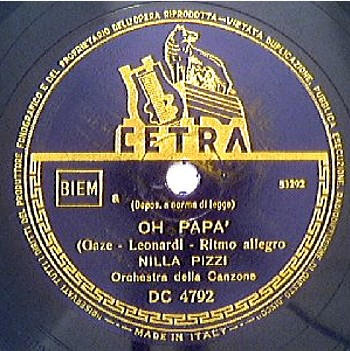 RISERVATI TUTTI I DIRITTI DEL PRODUTTORE FONOGRAFICO E DEL PROPRIETARIO DELL'OPERA RIPRODOTTA - VIETATA DUPLICAZIONE, PUBBLICA ESECUZIONE,
CETRA
BIEM
a
(Depos. a norma di legge)
51292
OH PAPA'
(Oaze - Leonardi - Ritmo allegro
NILLA PIZZI
Orchestra della Canzone
DC 4792
MADE IN ITALY